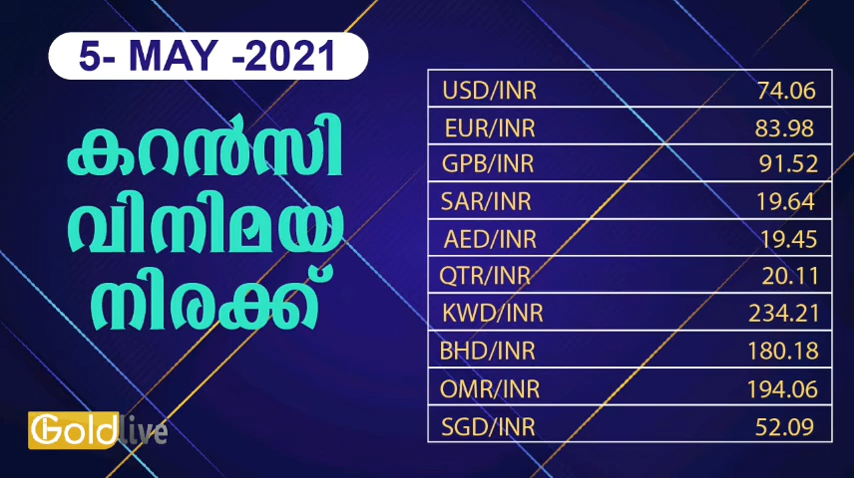 5- MAY -2021
കറൻസി
വിനിമയ
നിരക്ക്
USD/INR 74.06
EUR/INR 83.98
GPB/INR 91.52
SAR/INR 19.64
AED/INR 19.45
QTR/INR 20.11
KWD/INR 234.21
BHD/INR 180.18
OMR/INR 194.06
SGD/INR 52.09
Goldlive